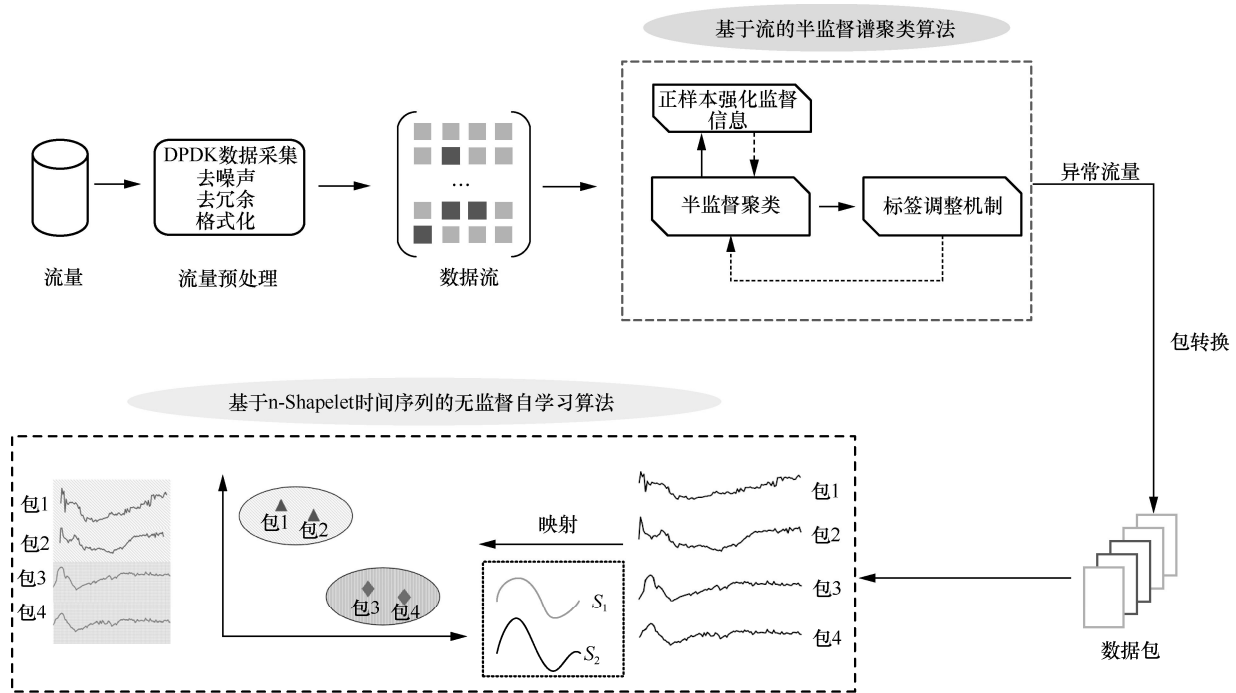 基于流的半监督谱聚类算法
正样本强化监督
信息
DPDK数据采集
去噪声
去冗余
格式化
...
半监督聚类
标签调整机制
异常流量
流量
流量预处理
数据流
包转换
基于n-Shapelet时间序列的无监督自学习算法
包1
包2
包3
包4
包1
包2
包3
包4
映射
S1
S2
包1
包2
包3
包4
数据包